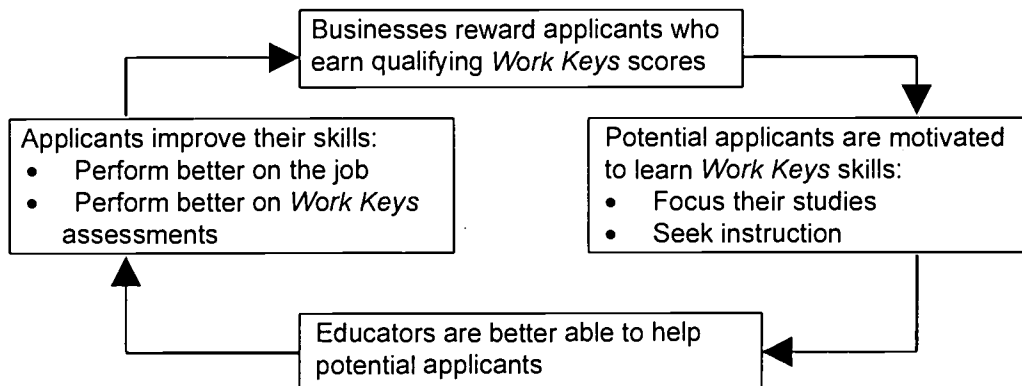 Businesses reward applicants who
earn qualifying Work Keys scores
Potential applicants are motivated
to learn Work Keys skills:
• Focus their studies
• Seek instruction
Educators are better able to help
potential applicants
Applicants improve their skills:
• Perform better on the job
• Perform better on Work Keys
assessments